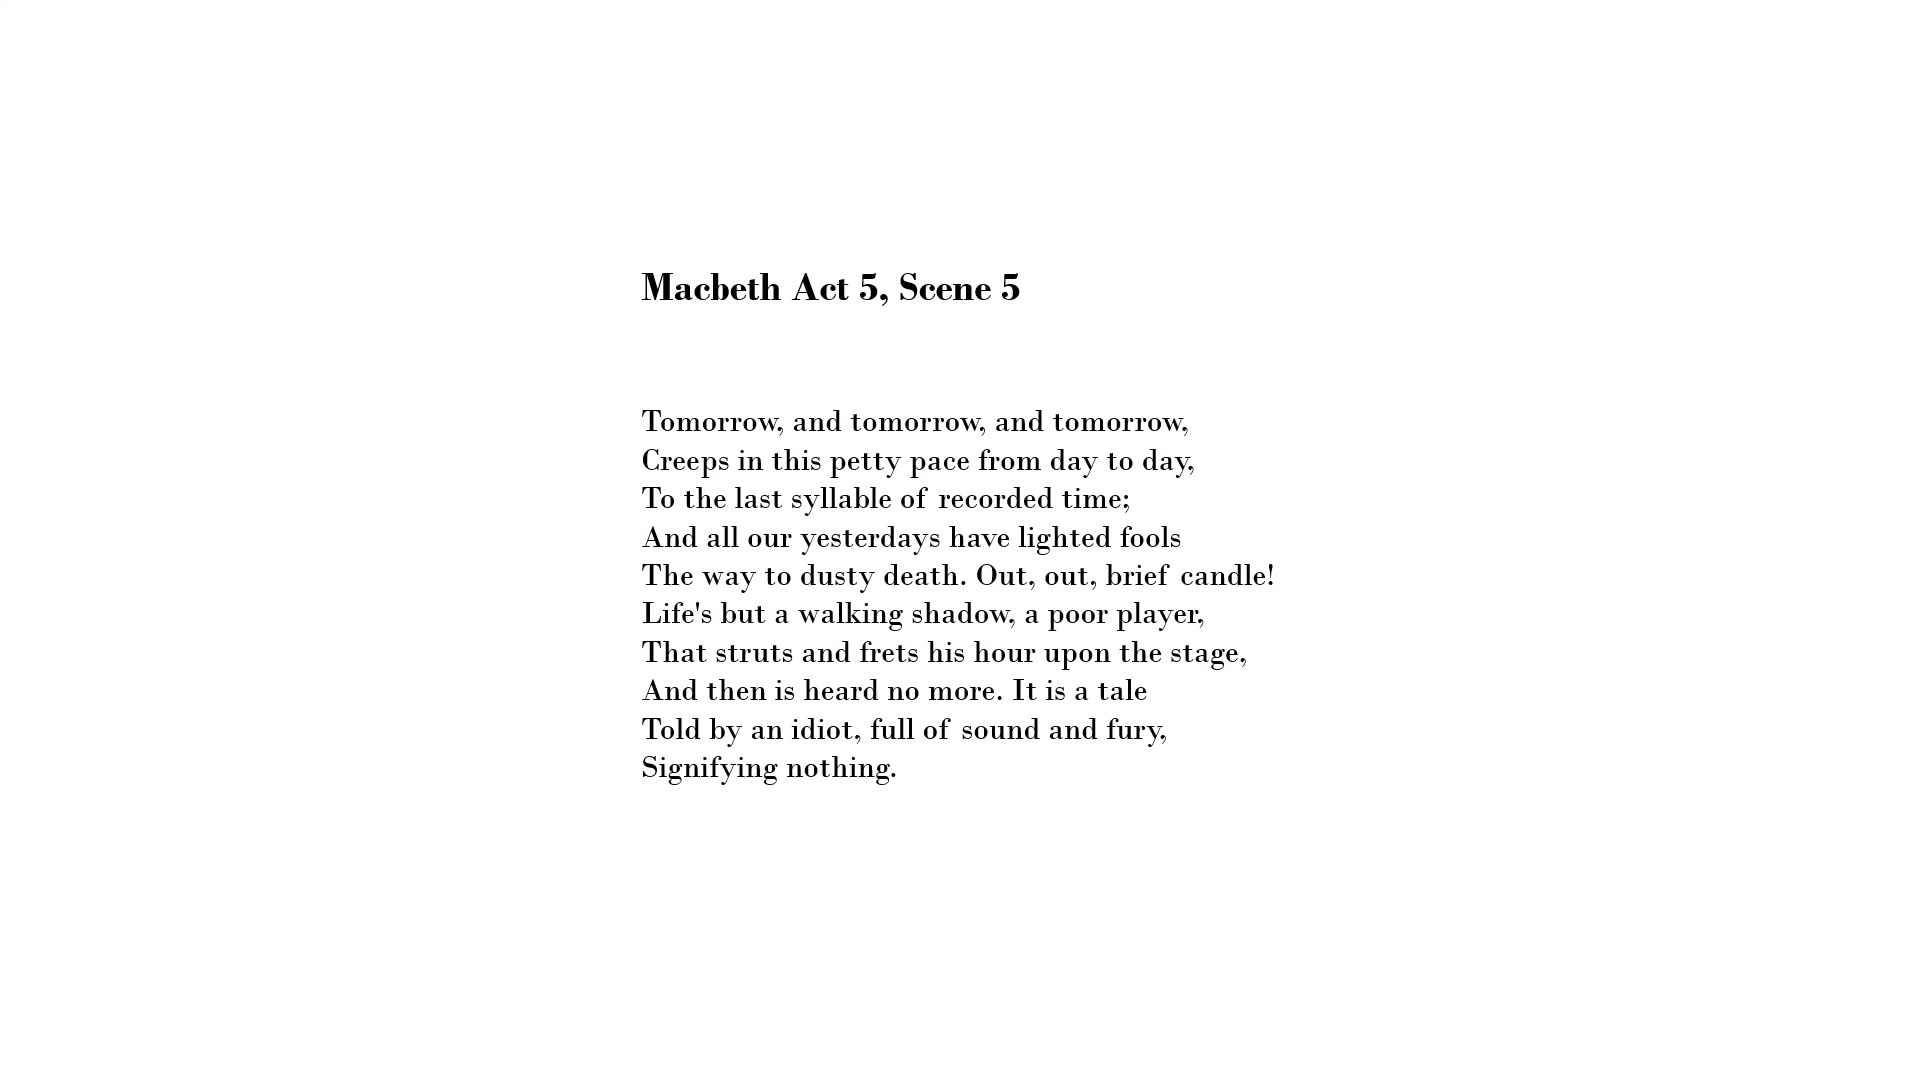 Macbeth Act 5, Scene 5
Tomorrow, and tomorrow, and tomorrow,
Creeps in this petty pace from day to day,
To the last syllable of recorded time;
And all our yesterdays have lighted fools
The way to dusty death. Out, out, brief candle!
Life's but a walking shadow, a poor player,
That struts and frets his hour upon the stage,
And then is heard no more. It is a tale
Told by an idiot, full of sound and fury,
Signifying nothing.